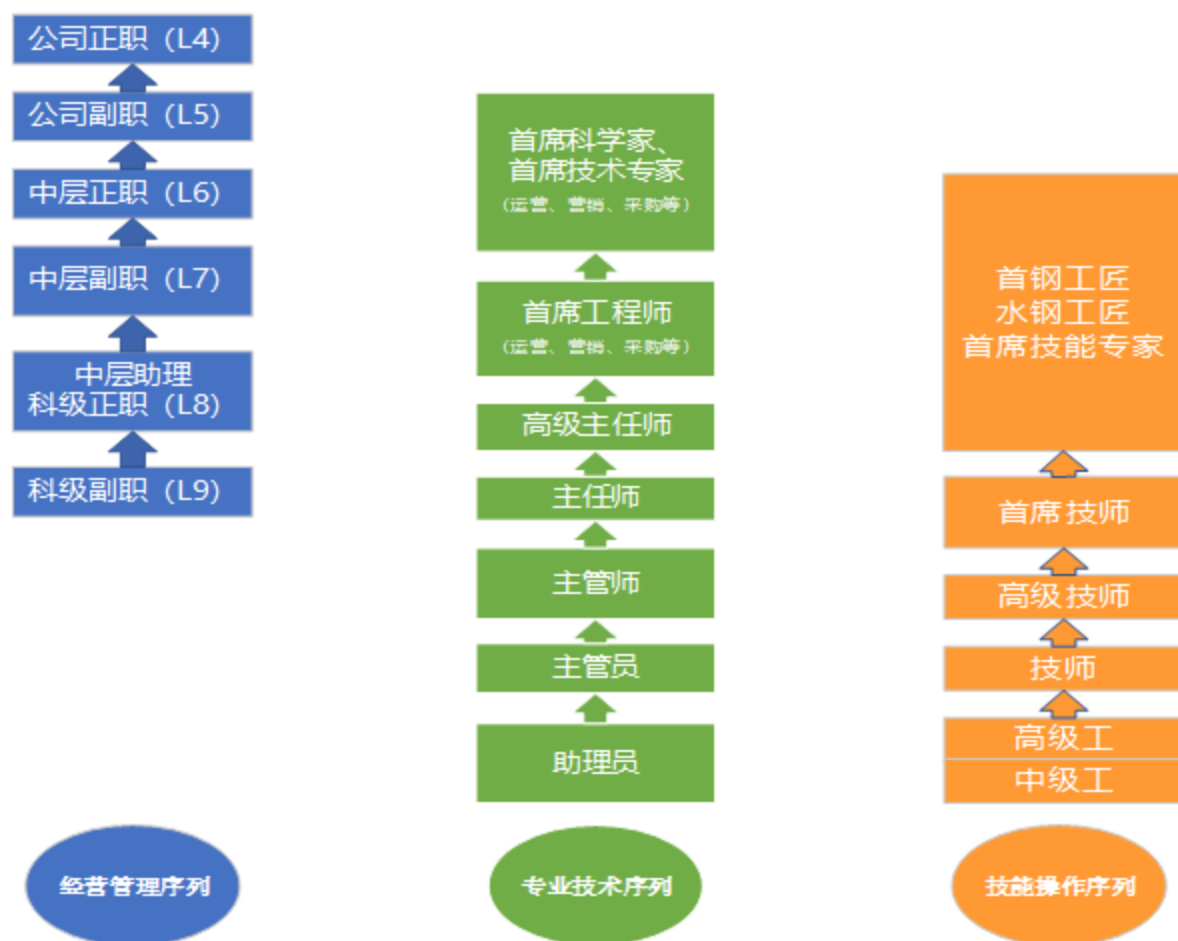 公司正职（L4）
公司副职（L5）
中层正职（L6）
中层副职（L7）
中层助理
科级正职（L8）
科级副职（L9）
经营管理序列
首席科学家、
首席技术专家
（运营、营销、采购等）
首席工程师
（运营、营销、采购等）
高级主任师
主任师
主管师
主管员
助理员
专业技术序列
首钢工匠
水钢工匠
首席技能专家
首席技师
高级技师
技师
高级工
中级工
技能操作序列